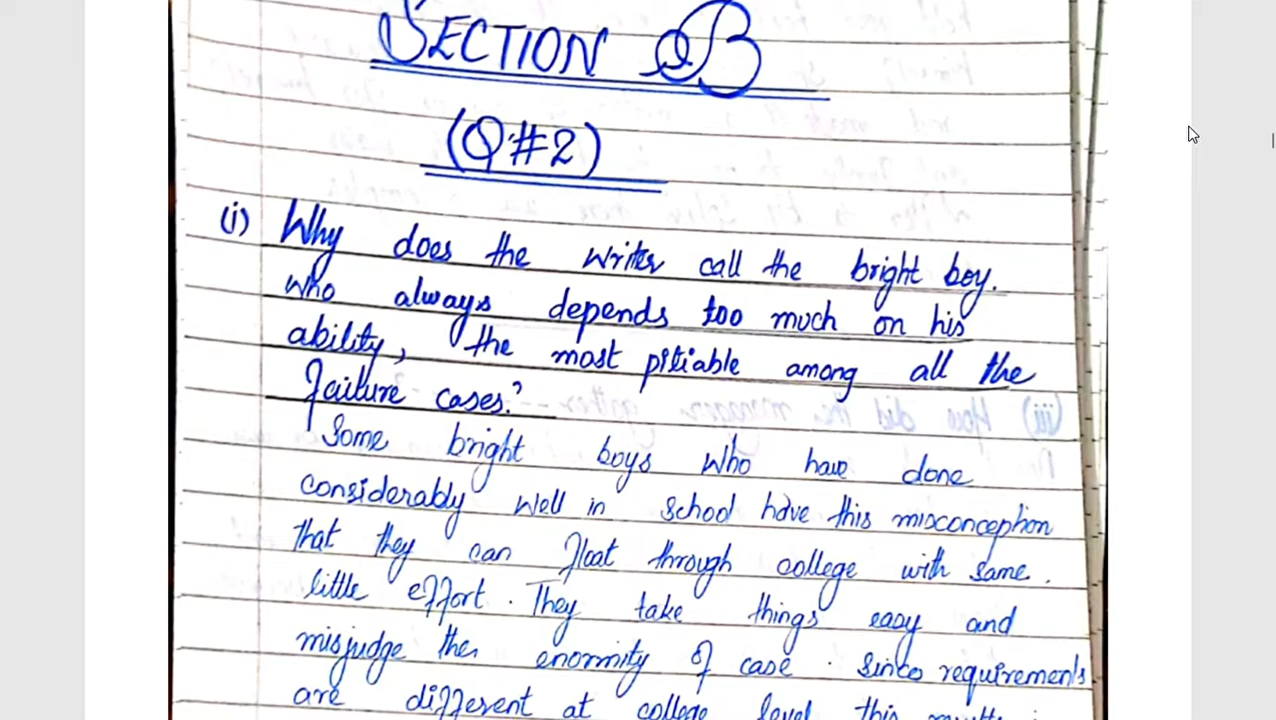 SECTION B
(Q#2)
(i) Why does the writer call the bright boy.
who always depends too much on his
ability, the most pitiable among all the
failure cases?
Some bright boys who have done
considerably well in school have this misconception
that they can float through college with same.
little effort. They take things easy and
misjudge the enormity of case. Since requirements
are different at college level this results